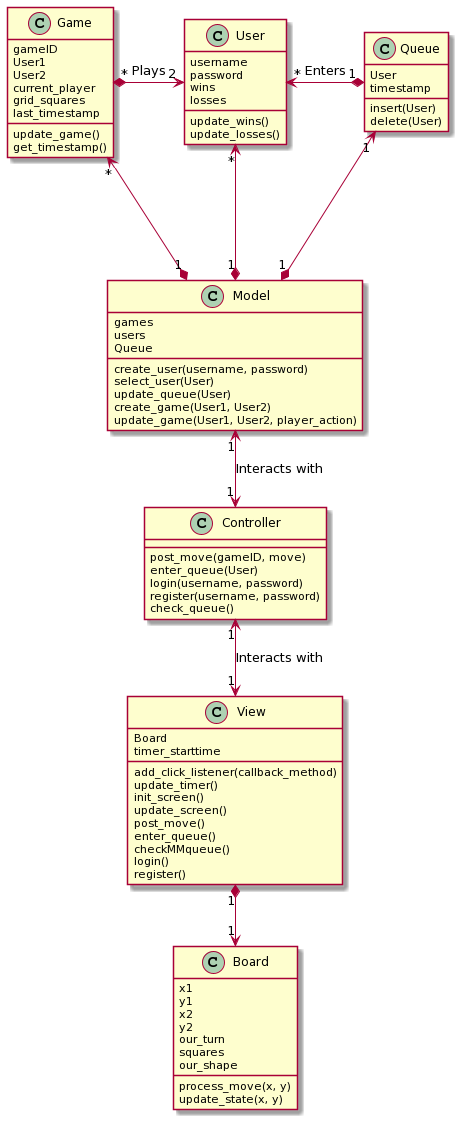 C Game
gameID
User1
User2
current_player
grid_squares
last_timestamp
update_game()
get_timestamp()
* Plays 2
C User
username
password
wins
losses
update_wins()
update_losses()
* Enters 1
C Queue
User
timestamp
insert(User)
delete(User)
* 1
* 1
1 1
C Model
games
users
Queue
create_user(username, password)
select_user(User)
update_queue(User)
create_game(User1, User2)
update_game(User1, User2, player_action)
1
Interacts with
1
C Controller
post_move(gameID, move)
enter_queue(User)
login(username, password)
register(username, password)
check_queue()
1
Interacts with
1
C View
Board
timer_starttime
add_click_listener(callback_method)
update_timer()
init_screen()
update_screen()
post_move()
enter_queue()
checkMMqueue()
login()
register()
1
1
C Board
x1
y1
x2
y2
our_turn
squares
our_shape
process_move(x, y)
update_state(x, y)